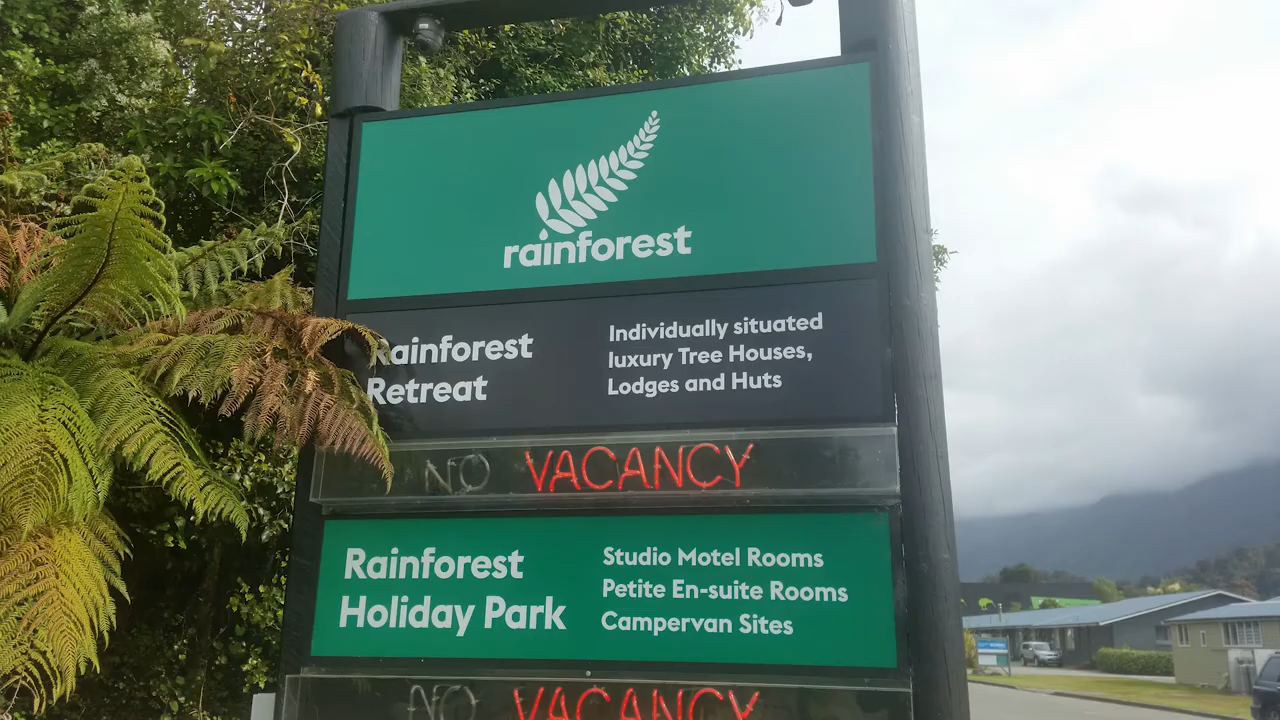 rainforest
Rainforest
Retreat
Individually situated
luxury Tree Houses,
Lodges and Huts
NO VACANCY
Rainforest
Holiday Park
Studio Motel Rooms
Petite En-suite Rooms
Campervan Sites
NO VACANCY